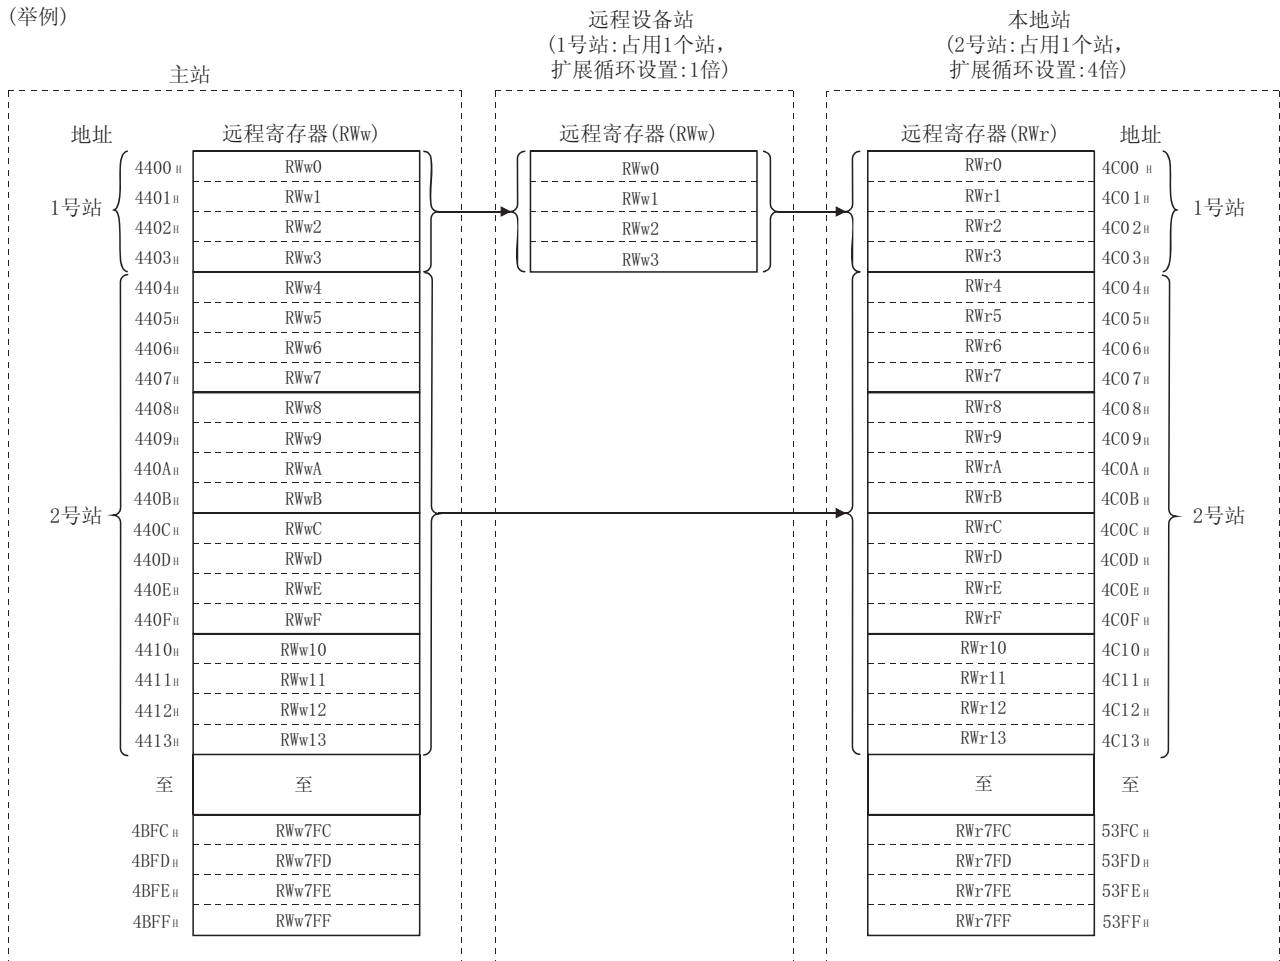 (举例)
远程设备站
(1号站:占用1个站,
扩展循环设置:1倍)
本地站
(2号站:占用1个站,
扩展循环设置:4倍)
主站
地址 远程寄存器(RWw) 远程寄存器(RWw) 远程寄存器(RWr) 地址
4400H RWw0 RWw0 RWr0 4C00H
4401H RWw1 RWw1 RWr1 4C01H
1号站 1号站
4402H RWw2 RWw2 RWr2 4C02H
4403H RWw3 RWw3 RWr3 4C03H
4404H RWw4 RWr4 4C04H
4405H RWw5 RWr5 4C05H
4406H RWw6 RWr6 4C06H
4407H RWw7 RWr7 4C07H
4408H RWw8 RWr8 4C08H
4409H RWw9 RWr9 4C09H
440AH RWwA RWrA 4C0AH
440BH RWwB RWrB 4C0BH
2号站 2号站
440CH RWwC RWrC 4C0CH
440DH RWwD RWrD 4C0DH
440EH RWwE RWrE 4C0EH
440FH RWwF RWrF 4C0FH
4410H RWw10 RWr10 4C10H
4411H RWw11 RWr11 4C11H
4412H RWw12 RWr12 4C12H
4413H RWw13 RWr13 4C13H
至 至 至 至
4BFCH RWw7FC RWr7FC 53FCH
4BFDH RWw7FD RWr7FD 53FDH
4BFEH RWw7FE RWr7FE 53FEH
4BFFH RWw7FF RWr7FF 53FFH